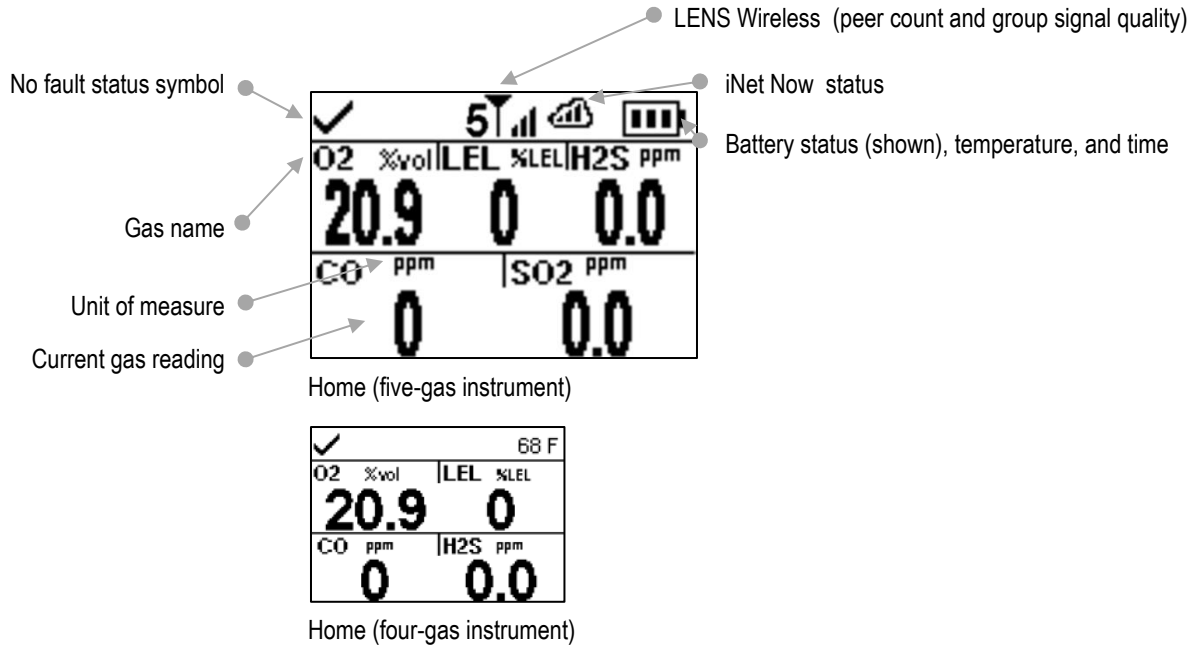 LENS Wireless (peer count and group signal quality)
No fault status symbol
iNet Now status
5
Battery status (shown), temperature, and time
O2 %vol LEL %LEL H2S ppm
20.9 0 0.0
Gas name
CO ppm SO2 ppm
Unit of measure
0 0.0
Current gas reading
Home (five-gas instrument)
68 F
O2 %vol LEL %LEL
20.9 0
CO ppm H2S ppm
0 0.0
Home (four-gas instrument)